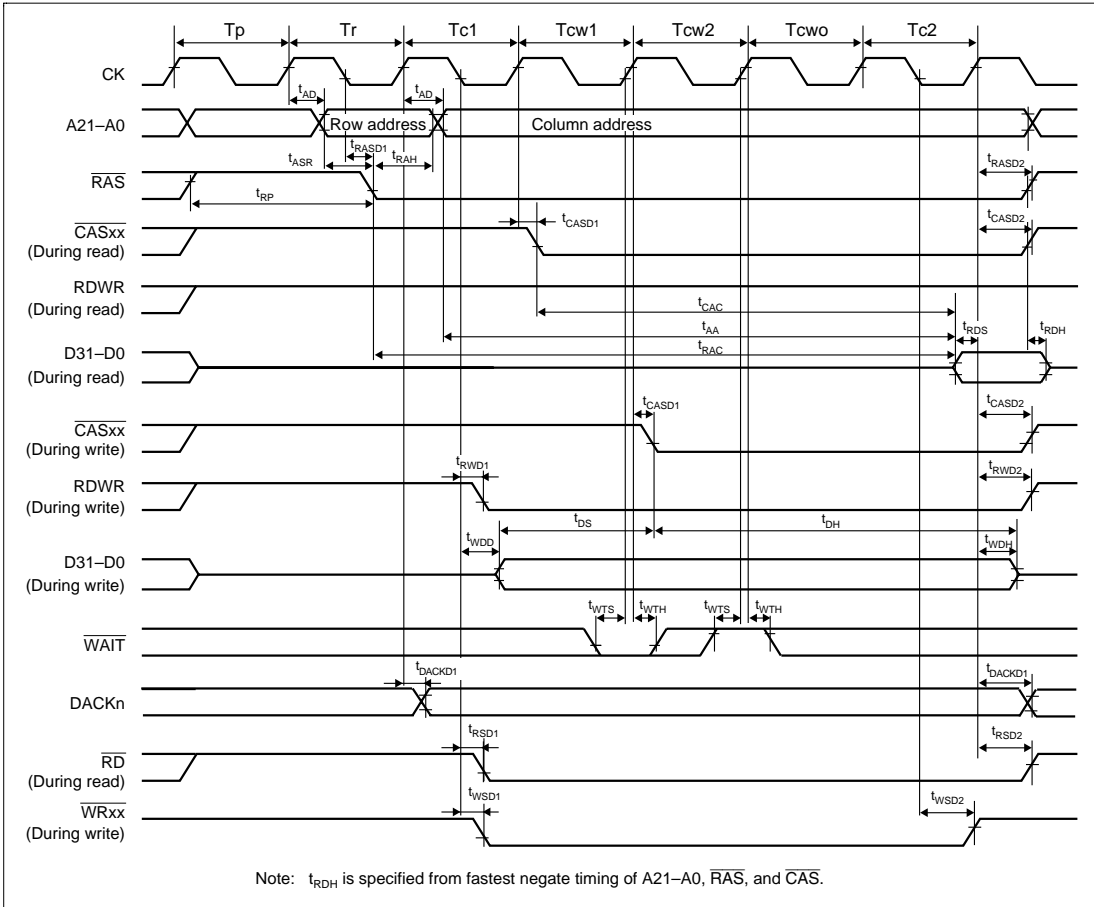 Tp Tr Tc1 Tcw1 Tcw2 Tcwo Tc2
CK
tAD tAD
A21–A0 Row address Column address
tRASD1
tASR tRAH tRASD2
RAS
tRP
tCASD1 tCASD2
CASxx
(During read)
RDWR
(During read)
tCAC
tAA tRDS tRDH
tRAC
D31–D0
(During read)
tCASD1 tCASD2
CASxx
(During write)
tRWD1 tRWD2
RDWR
(During write)
tDS tDH
tWDD tWDH
D31–D0
(During write)
tWTS tWTH tWTS tWTH
WAIT
tDACKD1 tDACKD1
DACKn
tRSD1 tRSD2
RD
(During read)
tWSD1 tWSD2
WRxx
(During write)
Note: tRDH is specified from fastest negate timing of A21–A0, RAS, and CAS.